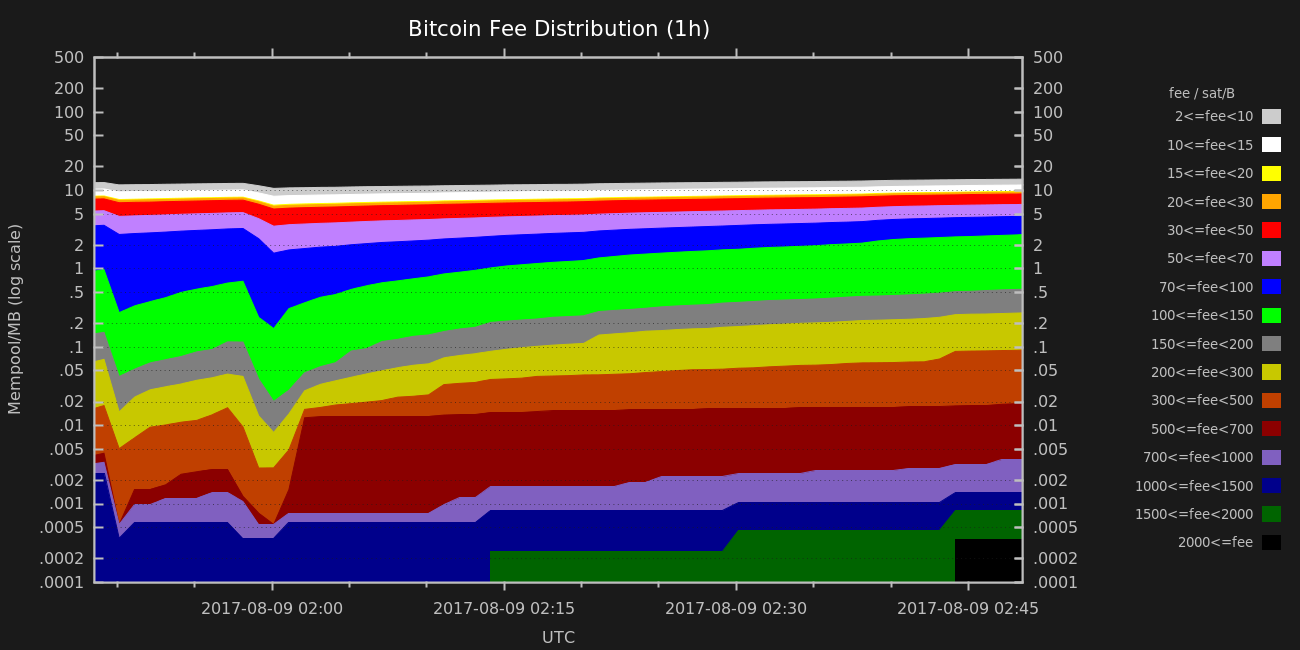 Bitcoin Fee Distribution (1h)
500 500
200 200
100 100
50 50
20 20
10 10
5 5
2 2
1 1
.5 .5
.2 .2
.1 .1
.05 .05
.02 .02
.01 .01
.005 .005
.002 .002
.001 .001
.0005 .0005
.0002 .0002
.0001 .0001
Mempool/MB (log scale)
2017-08-09 02:00 2017-08-09 02:15 2017-08-09 02:30 2017-08-09 02:45
UTC
fee / sat/B
2<=fee<10
10<=fee<15
15<=fee<20
20<=fee<30
30<=fee<50
50<=fee<70
70<=fee<100
100<=fee<150
150<=fee<200
200<=fee<300
300<=fee<500
500<=fee<700
700<=fee<1000
1000<=fee<1500
1500<=fee<2000
2000<=fee